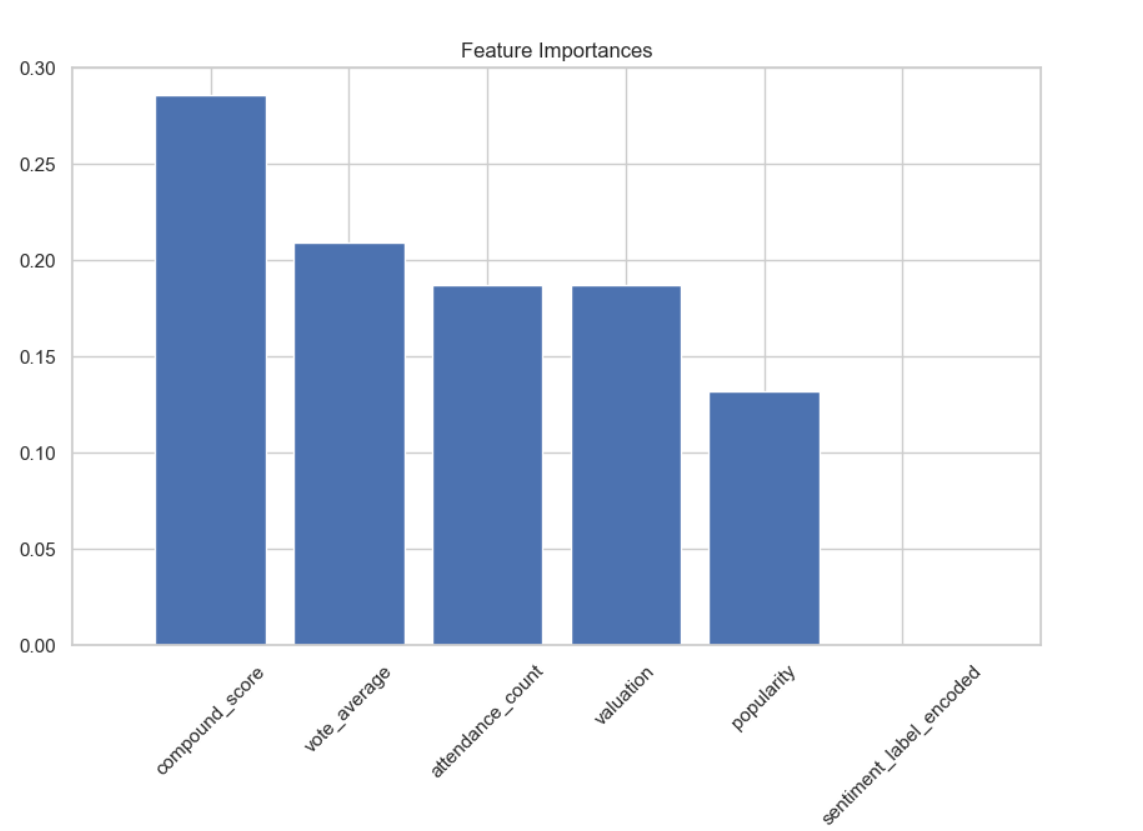 Feature Importances
0.30
0.25
0.20
0.15
0.10
0.05
0.00
compound_score
vote_average
attendance_count
valuation
popularity
sentiment_label_encoded